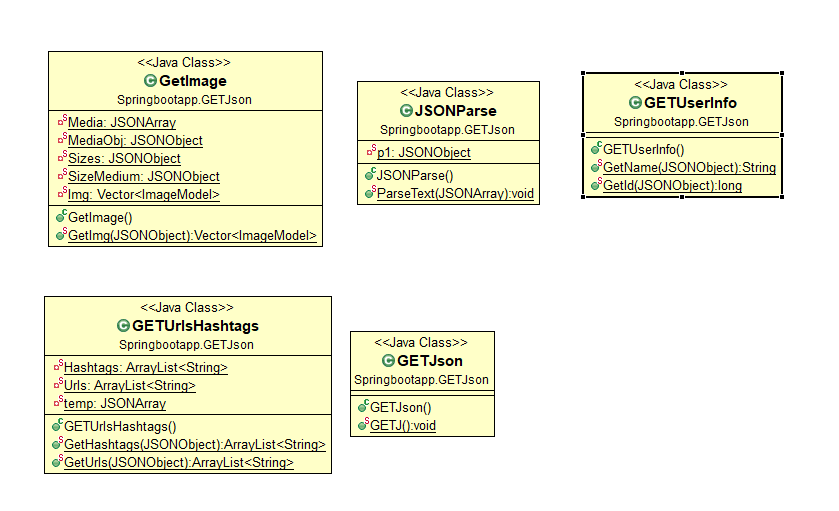 <<Java Class>>
GetImage
Springbootapp.GETJson
Media: JSONArray
MediaObj: JSONObject
Sizes: JSONObject
SizeMedium: JSONObject
Img: Vector<ImageModel>
GetImage()
GetImg(JSONObject):Vector<ImageModel>
<<Java Class>>
JSONParse
Springbootapp.GETJson
p1: JSONObject
JSONParse()
ParseText(JSONArray):void
<<Java Class>>
GETUserInfo
Springbootapp.GETJson
GETUserInfo()
GetName(JSONObject):String
GetId(JSONObject):long
<<Java Class>>
GETUrlsHashtags
Springbootapp.GETJson
Hashtags: ArrayList<String>
Urls: ArrayList<String>
temp: JSONArray
GETUrlsHashtags()
GetHashtags(JSONObject):ArrayList<String>
GetUrls(JSONObject):ArrayList<String>
<<Java Class>>
GETJson
Springbootapp.GETJson
GETJson()
GETJ():void